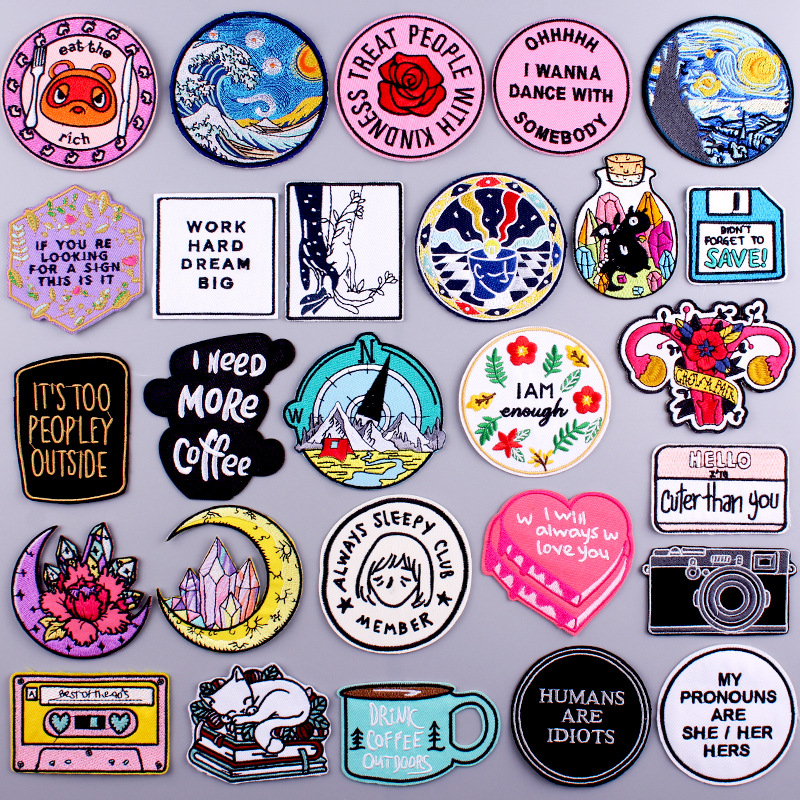 eat the
rich
TREAT PEOPLE WITH KINDNESS
OHHHHH
I WANNA
DANCE WITH
SOMEBODY
IF YOU RE
LOOKING
FOR A SIGN
THIS IS IT
WORK
HARD
DREAM
BIG
DIDN'T
FORGET TO
SAVE!
IT'S TOO
PEOPLEY
OUTSIDE
I NEED
MORe
Coffee
N
W
I AM
enough
GROW A PAIR
HELLO
I'M
Cuter than you
ALWAYS SLEEPY CLUB
MEMBER
w I will
always w
love you
A
Best of the 90's
DRINK
COFFEE
OUTDOORS
HUMANS
ARE
IDIOTS
MY
PRONOUNS
ARE
SHE / HER
HERS